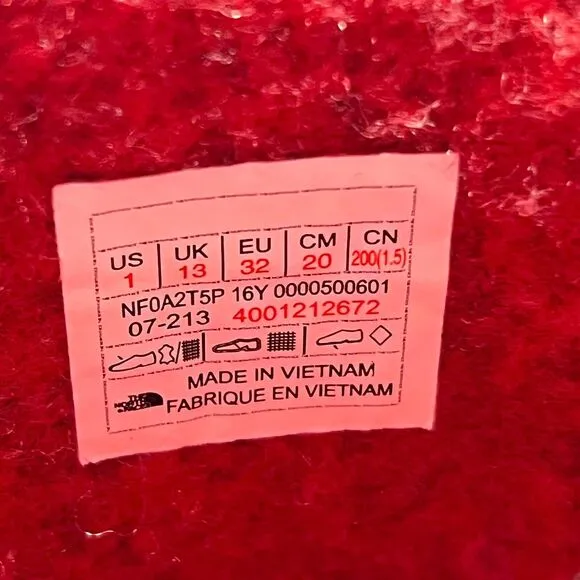 US UK EU CM CN
1 13 32 20 200(1.5)
NF0A2T5P 16Y 0000500601
07-213 4001212672
MADE IN VIETNAM
THE NORTH FACE FABRIQUE EN VIETNAM